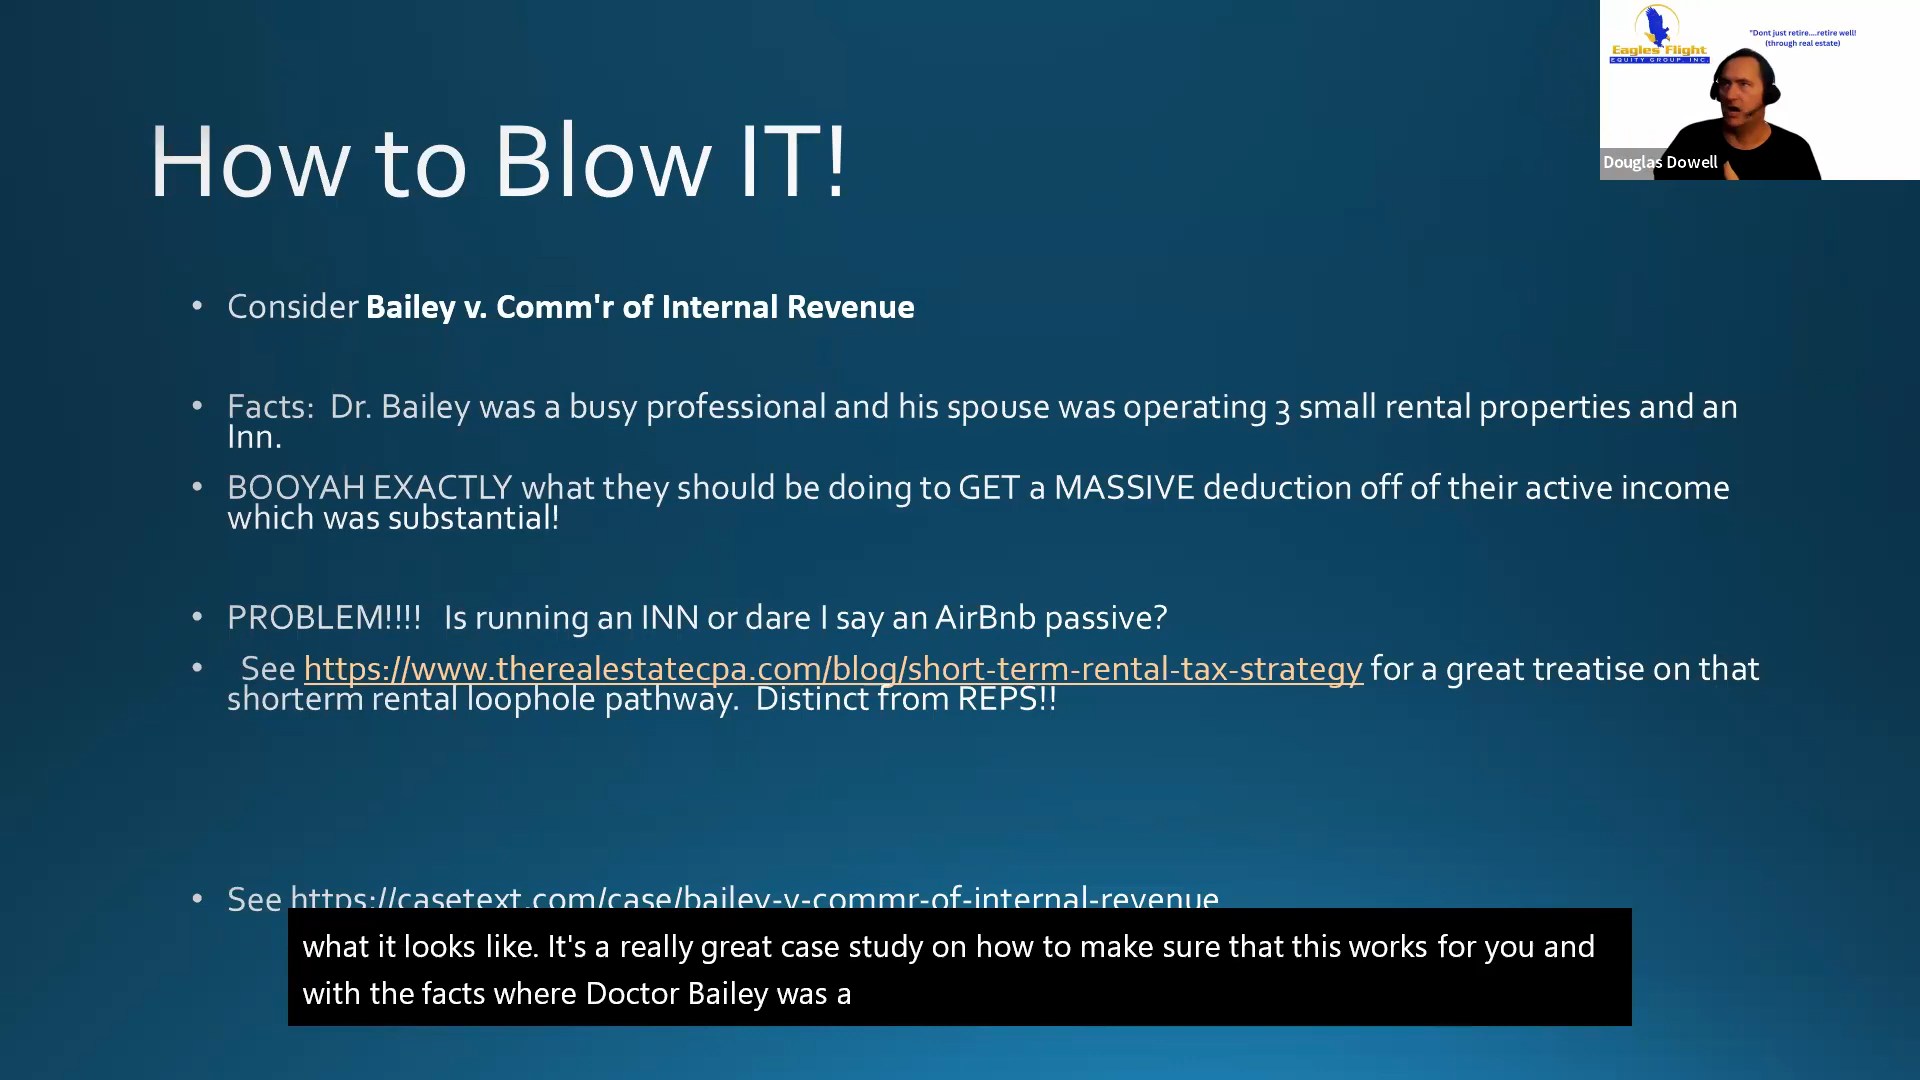 Eagles Flight
EQUITY GROUP, INC.
"Dont just retire....retire well!
(through real estate)
Douglas Dowell
How to Blow IT!
• Consider Bailey v. Comm'r of Internal Revenue
• Facts: Dr. Bailey was a busy professional and his spouse was operating 3 small rental properties and an
Inn.
• BOOYAH EXACTLY what they should be doing to GET a MASSIVE deduction off of their active income
which was substantial!
• PROBLEM!!!! Is running an INN or dare I say an AirBnb passive?
• See https://www.therealestatecpa.com/blog/short-term-rental-tax-strategy for a great treatise on that
shorterm rental loophole pathway. Distinct from REPS!!
• See https://casetext.com/case/bailey-v-commr-of-internal-revenue
what it looks like. It's a really great case study on how to make sure that this works for you and
with the facts where Doctor Bailey was a